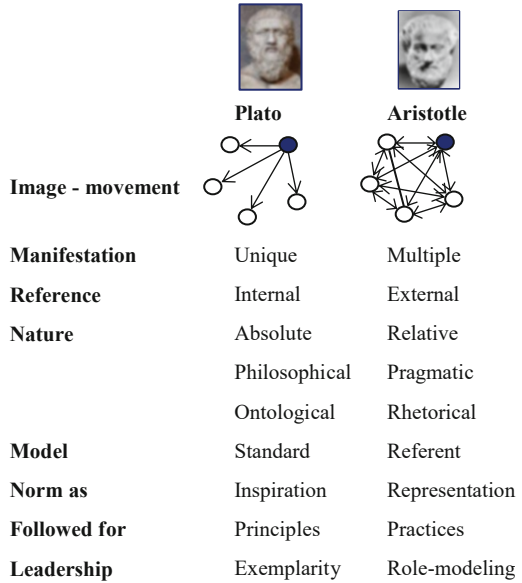 Plato Aristotle
Image - movement
Manifestation Unique Multiple
Reference Internal External
Nature Absolute Relative
Philosophical Pragmatic
Ontological Rhetorical
Model Standard Referent
Norm as Inspiration Representation
Followed for Principles Practices
Leadership Exemplarity Role-modeling